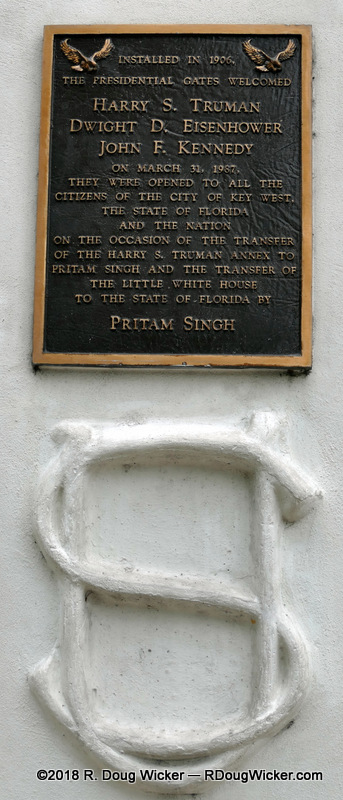 INSTALLED IN 1906,
THE PRESIDENTIAL GATES WELCOMED
HARRY S. TRUMAN
DWIGHT D. EISENHOWER
JOHN F. KENNEDY
ON MARCH 31, 1987,
THEY WERE OPENED TO ALL THE
CITIZENS OF THE CITY OF KEY WEST,
THE STATE OF FLORIDA
AND THE NATION
ON THE OCCASION OF THE TRANSFER
OF THE HARRY S. TRUMAN ANNEX TO
PRITAM SINGH AND THE TRANSFER OF
THE LITTLE WHITE HOUSE
TO THE STATE OF FLORIDA BY
PRITAM SINGH
US
©2018 R. Doug Wicker — RDougWicker.com